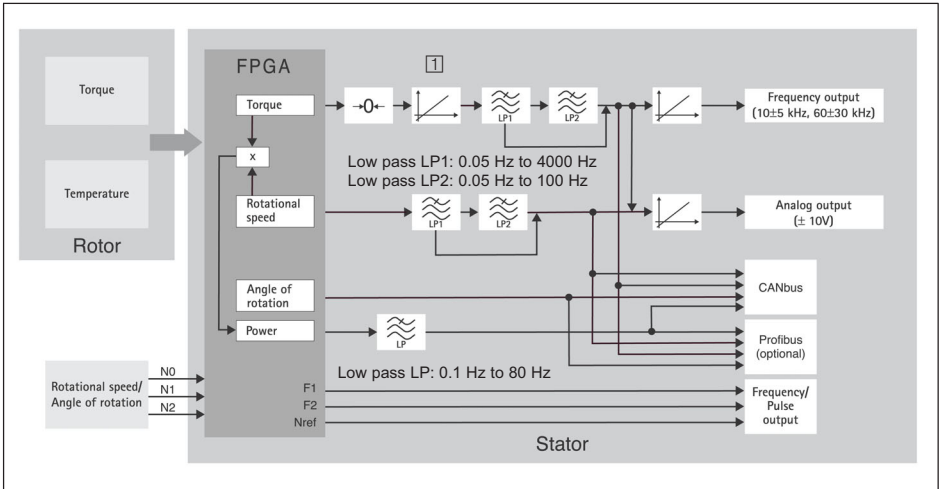 Torque
Temperature
Rotor
FPGA
Torque
x
Rotational
speed
Angle of
rotation
Power
F1
F2
Nref
1
→0←
LP1
LP2
Low pass LP1: 0.05 Hz to 4000 Hz
Low pass LP2: 0.05 Hz to 100 Hz
LP1
LP2
LP
Low pass LP: 0.1 Hz to 80 Hz
Stator
Frequency output
(10±5 kHz, 60±30 kHz)
Analog output
(± 10V)
CANbus
Profibus
(optional)
Frequency/
Pulse
output
Rotational speed/
Angle of rotation
N0
N1
N2